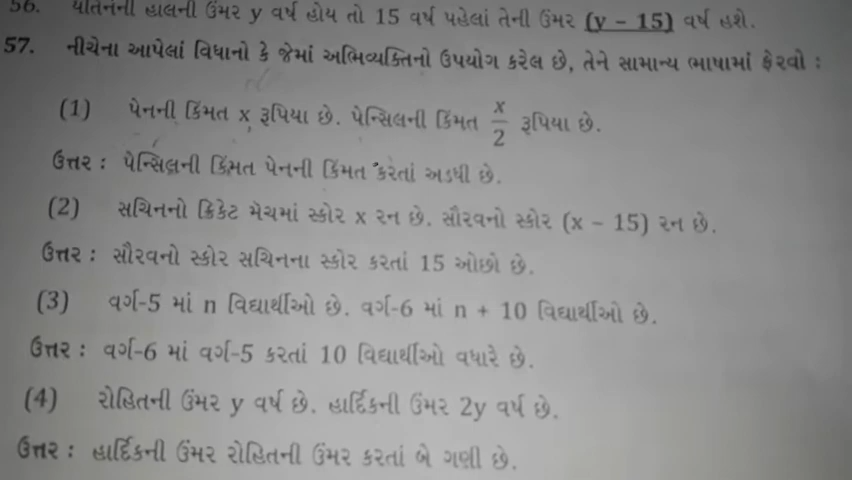 56. યતિનની હાલની ઉંમર y વર્ષ હોય તો 15 વર્ષ પહેલાં તેની ઉંમર (y – 15) વર્ષ હશે.
57. નીચેના આપેલાં વિધાનો કે જેમાં અભિવ્યક્તિનો ઉપયોગ કરેલ છે, તેને સામાન્ય ભાષામાં ફેરવો :
(1) પેનની કિંમત x રૂપિયા છે. પેન્સિલની કિંમત x/2 રૂપિયા છે.
ઉત્તર : પેન્સિલની કિંમત પેનની કિંમત કરતાં અડધી છે.
(2) સચિનનો ક્રિકેટ મૅચમાં સ્કોર x રન છે. સૌરવનો સ્કોર (x – 15) રન છે.
ઉત્તર : સૌરવનો સ્કોર સચિનના સ્કોર કરતાં 15 ઓછો છે.
(3) વર્ગ-5 માં n વિદ્યાર્થીઓ છે. વર્ગ-6 માં n + 10 વિદ્યાર્થીઓ છે.
ઉત્તર : વર્ગ-6 માં વર્ગ-5 કરતાં 10 વિદ્યાર્થીઓ વધારે છે.
(4) રોહિતની ઉંમર y વર્ષ છે. હાર્દિકની ઉંમર 2y વર્ષ છે.
ઉત્તર : હાર્દિકની ઉંમર રોહિતની ઉંમર કરતાં બે ગણી છે.